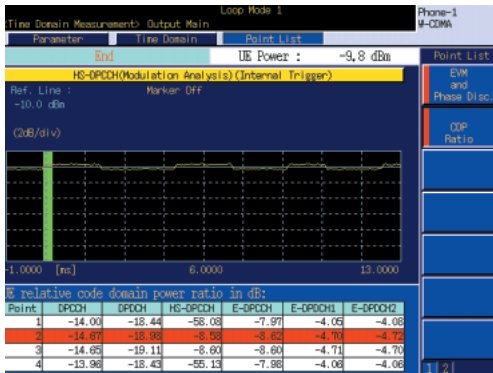 Loop Mode 1
Phone-1
<Time Domain Measurement> Output Main
W-CDMA
Parameter Time Domain Point List
End UE Power : -9.8 dBm
Point List
HS-DPCCH(Modulation Analysis)(Internal Trigger)
Ref. Line : Marker Off
-10.0 dBm
EVM
and
Phase Disc.
(2dB/div)
CDP
Ratio
-1.0000 [ms] 6.0000 13.0000
relative code domain power ratio in dB:
Point DPCCH DPDCH HS-DPCCH E-DPCCH E-DPDCH1 E-DPDCH2
1 -14.00 -18.44 -58.08 -7.97 -4.05 -4.08
2 -14.67 -18.98 -8.58 -8.62 -4.70 -4.72
3 -14.65 -19.11 -8.60 -8.60 -4.71 -4.70
4 -13.96 -18.43 -55.13 -7.98 -4.06 -4.06
1 2